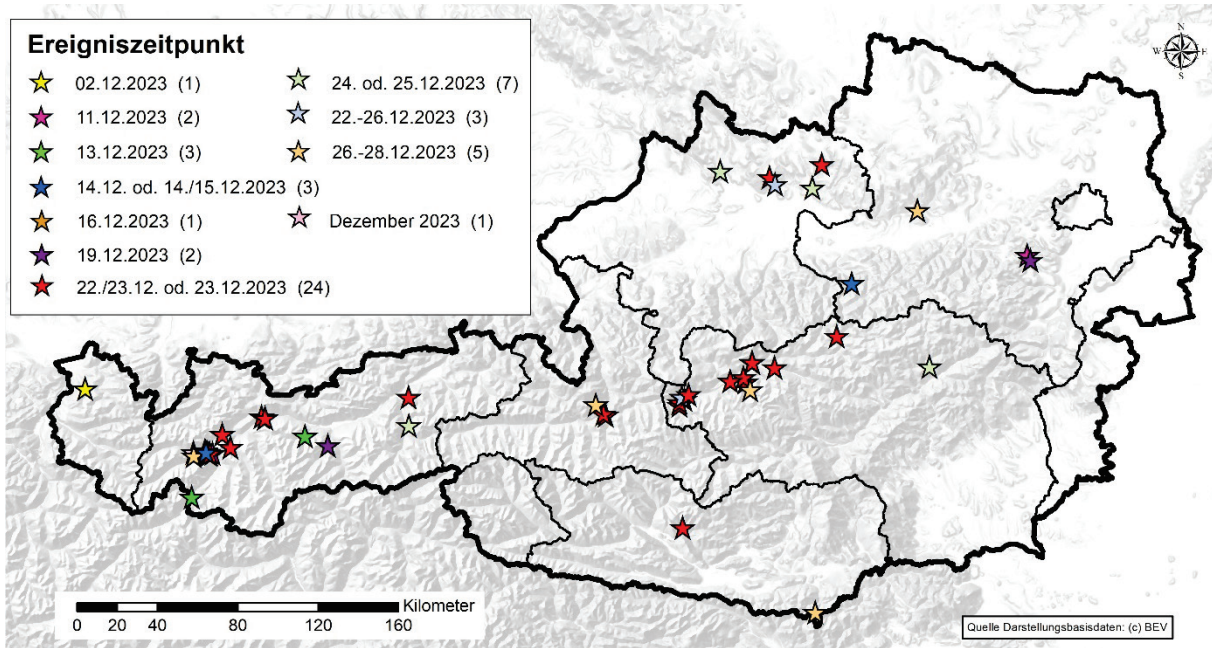 Ereigniszeitpunkt
02.12.2023 (1)
11.12.2023 (2)
13.12.2023 (3)
14.12. od. 14./15.12.2023 (3)
16.12.2023 (1)
19.12.2023 (2)
22./23.12. od. 23.12.2023 (24)
24. od. 25.12.2023 (7)
22.-26.12.2023 (3)
26.-28.12.2023 (5)
Dezember 2023 (1)
N
W E
S
Kilometer
0 20 40 80 120 160
Quelle Darstellungsbasisdaten: (c) BEV